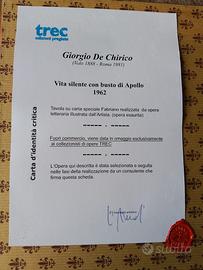 trec
edizioni pregiate
Giorgio De Chirico
(Volo 1888 - Roma 1981)
Vita silente con busto di Apollo
1962
Tavola su carta speciale Fabriano realizzata da opera
letteraria illustrata dall'Artista. (opera esaurita)
Fuori commercio, viene data in omaggio esclusivamente
ai collezionisti di opere TREC
L'Opera qui descritta è stata selezionata e seguita
nelle fasi della realizzazione da un consulente che
firma questa scheda.
Carta d'identità critica
subito